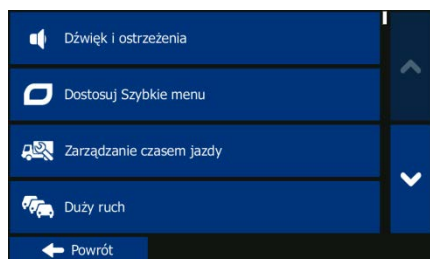 Dźwięk i ostrzeżenia
Dostosuj Szybkie menu
Zarządzanie czasem jazdy
Duży ruch
Powrót